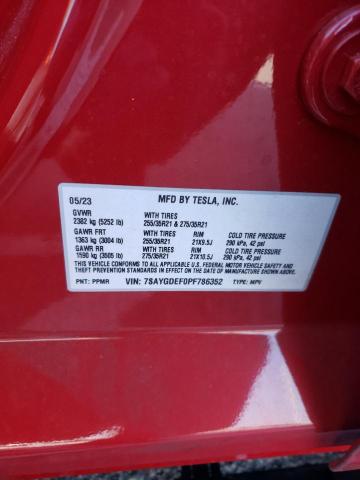 05/23 MFD BY TESLA, INC.
GVWR WITH TIRES
2382 kg (5252 lb) 255/35R21 & 275/35R21
GAWR FRT WITH TIRES RIM COLD TIRE PRESSURE
1363 kg (3004 lb) 255/35R21 21X9.5J 290 kPa, 42 psi
GAWR RR WITH TIRES RIM COLD TIRE PRESSURE
1590 kg (3505 lb) 275/35R21 21X10.5J 290 kPa, 42 psi
THIS VEHICLE CONFORMS TO ALL APPLICABLE U.S. FEDERAL MOTOR VEHICLE
SAFETY AND THEFT PREVENTION STANDARDS IN EFFECT ON THE DATE OF
MANUFACTURE SHOWN ABOVE.
PNT: PPMR VIN: 7SAYGDEF0PF786352 TYPE: MPV